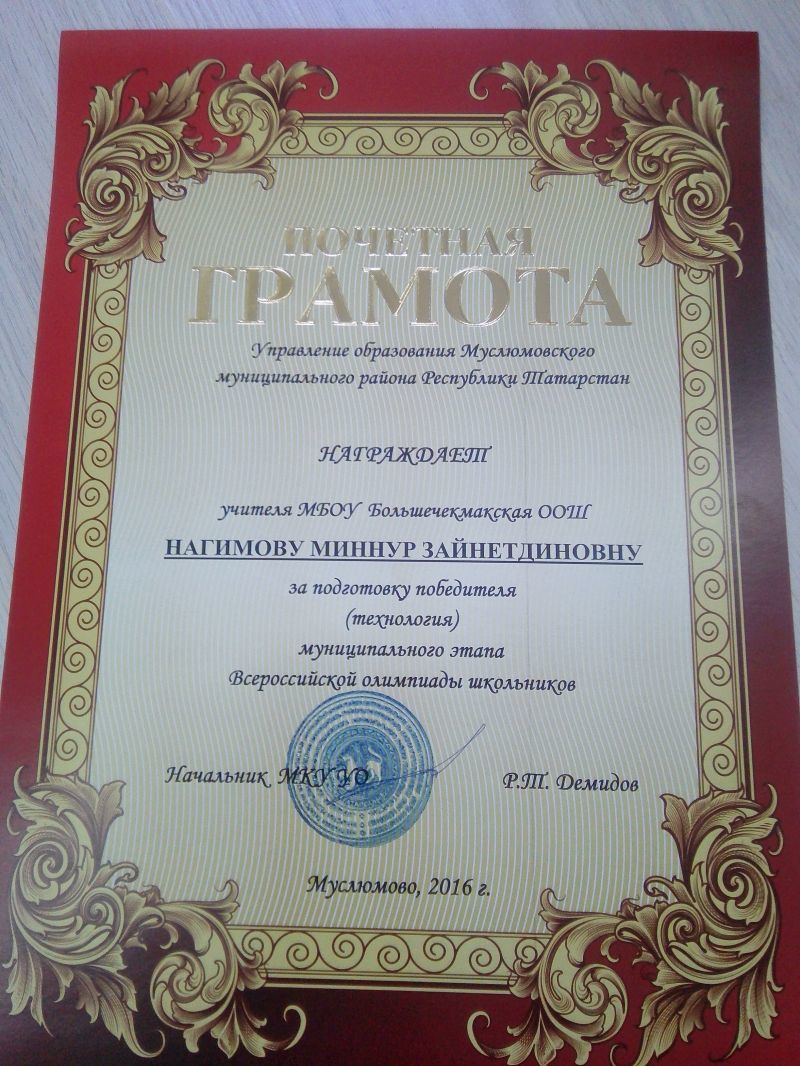 ПОЧЕТНАЯ
ГРАМОТА
Управление образования Муслюмовского
муниципального района Республики Татарстан
НАГРАЖДАЕТ
учителя МБОУ Большечекмакская ООШ
НАГИМОВУ МИННУР ЗАЙНЕТДИНОВНУ
за подготовку победителя
(технология)
муниципального этапа
Всероссийской олимпиады школьников
Начальник МКУ УО Р.Т. Демидов
Муслюмово, 2016 г.